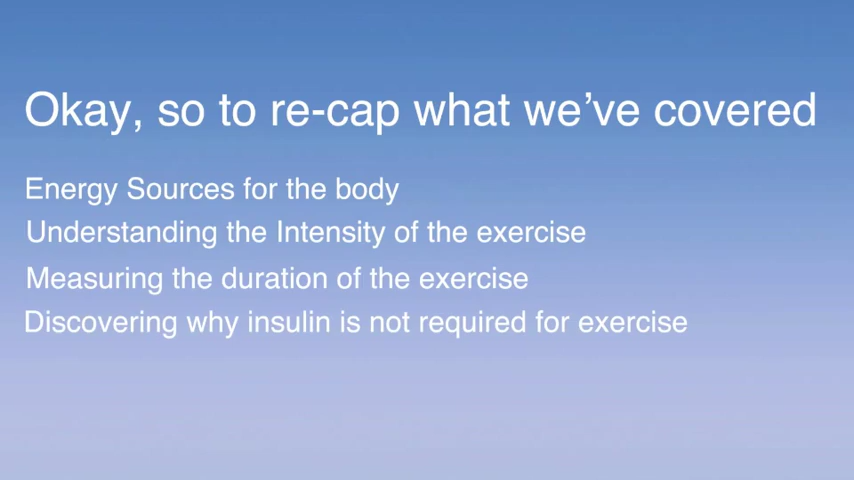 Okay, so to re-cap what we’ve covered
Energy Sources for the body
Understanding the Intensity of the exercise
Measuring the duration of the exercise
Discovering why insulin is not required for exercise